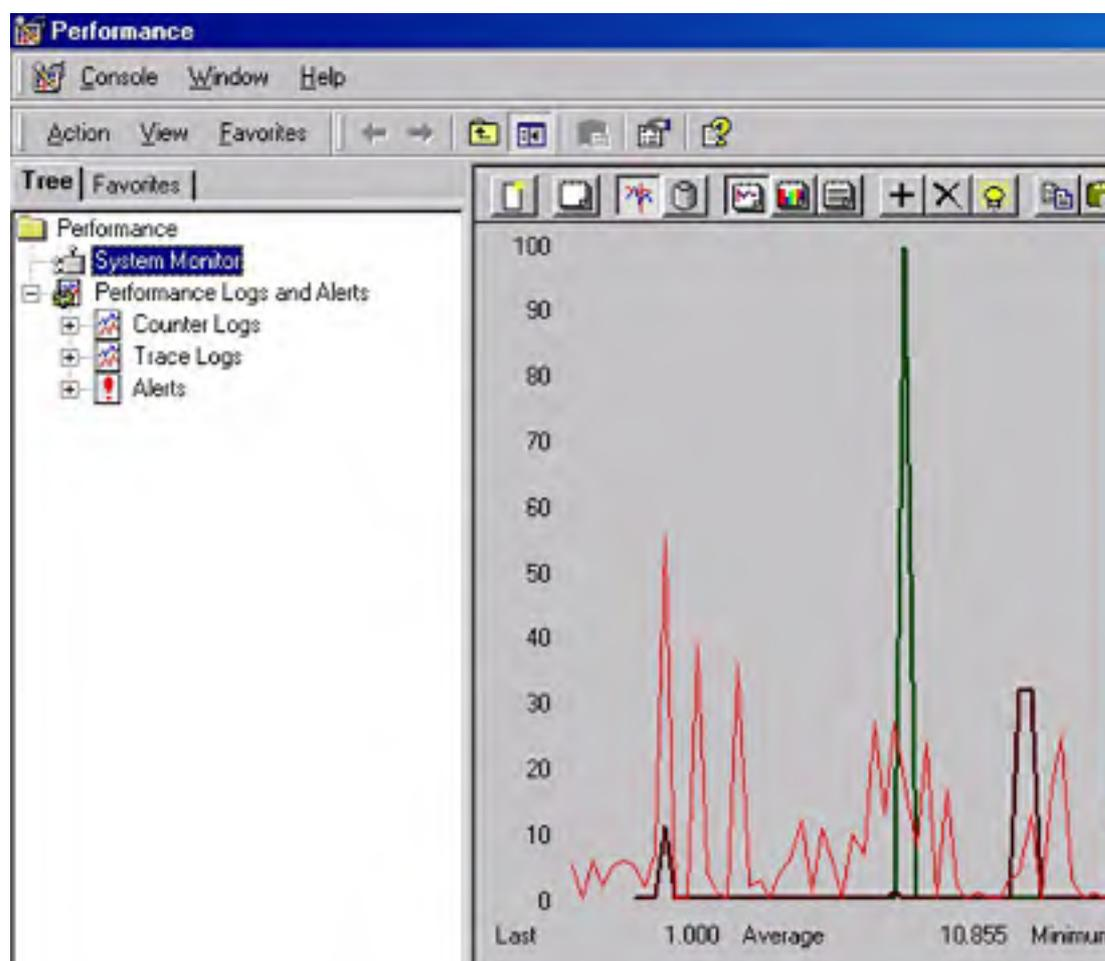 Performance
Console Window Help
Action View Favorites
Tree Favorites
Performance
System Monitor
Performance Logs and Alerts
Counter Logs
Trace Logs
Alerts
100
90
80
70
60
50
40
30
20
10
0
Last 1.000 Average 10.855 Minimum